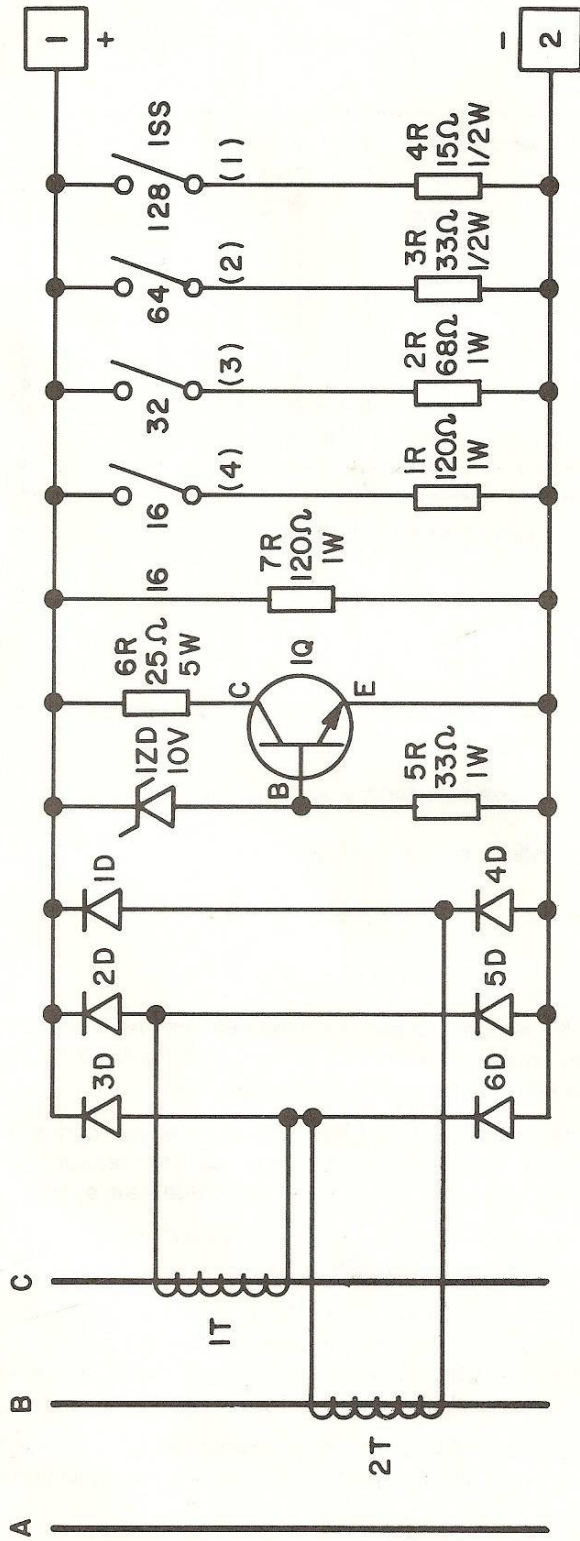 A
B
C
1
+
3D
2D
1D
1ZD
10V
6R
25Ω
5W
16
16
32
64
128
1SS
(4)
(3)
(2)
(1)
1T
C
B
1Q
E
7R
120Ω
1W
2T
6D
5D
4D
5R
33Ω
1W
1R
120Ω
1W
2R
68Ω
1W
3R
33Ω
1/2W
4R
15Ω
1/2W
-
2